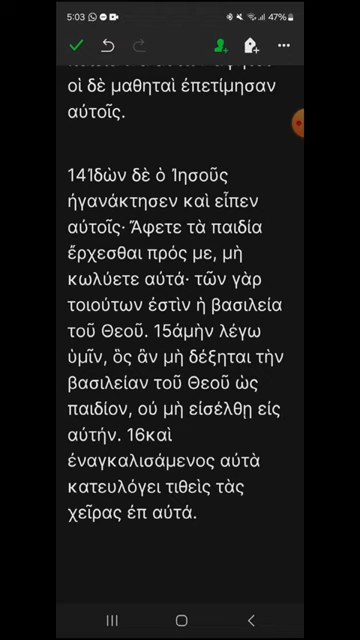 5:03
47%
οἱ δὲ μαθηταὶ ἐπετίμησαν
αὐτοῖς.
14Ἰδὼν δὲ ὁ Ἰησοῦς
ἠγανάκτησεν καὶ εἶπεν
αὐτοῖς· Ἄφετε τὰ παιδία
ἔρχεσθαι πρός με, μὴ
κωλύετε αὐτά· τῶν γὰρ
τοιούτων ἐστὶν ἡ βασιλεία
τοῦ Θεοῦ. 15ἀμὴν λέγω
ὑμῖν, ὃς ἂν μὴ δέξηται τὴν
βασιλείαν τοῦ Θεοῦ ὡς
παιδίον, οὐ μὴ εἰσέλθῃ εἰς
αὐτήν. 16καὶ
ἐναγκαλισάμενος αὐτὰ
κατευλόγει τιθεὶς τὰς
χεῖρας ἐπ αὐτά.